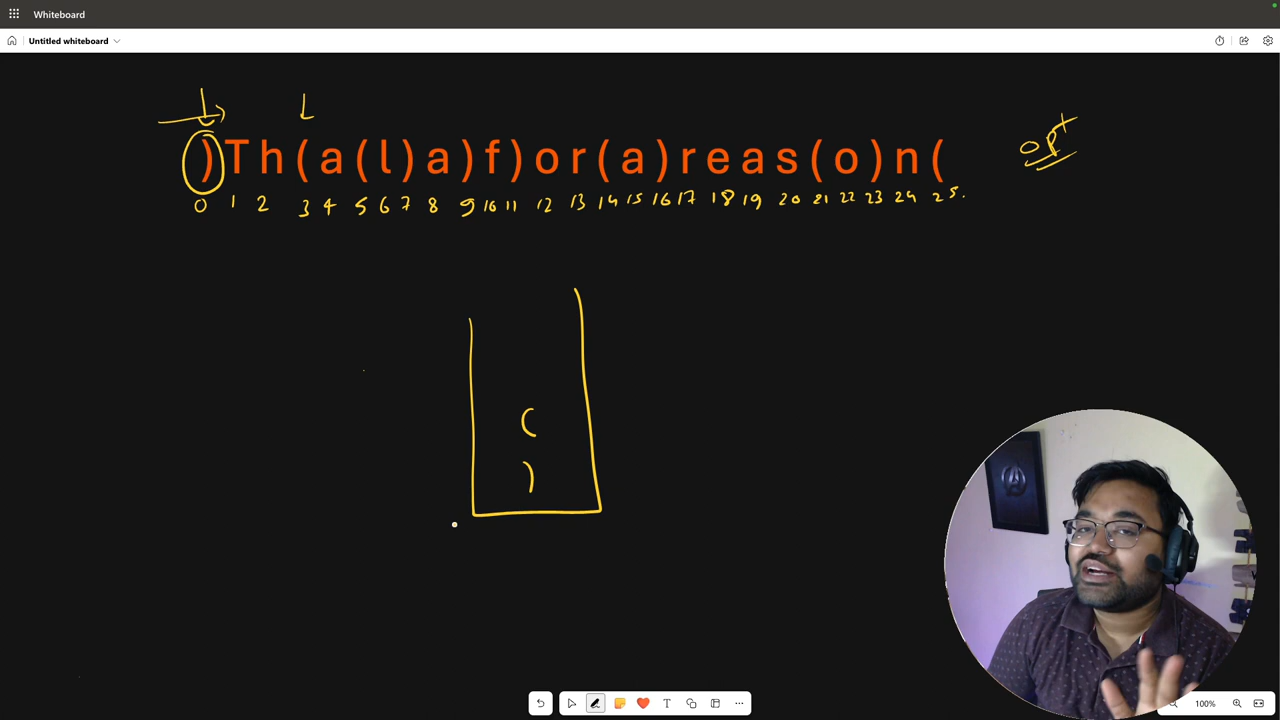 Whiteboard
Untitled whiteboard
)Th(a(l)a)f)or(a)reas(o)n(
opt
0 1 2 3 4 5 6 7 8 9 10 11 12 13 14 15 16 17 18 19 20 21 22 23 24 25.
(
)
100%